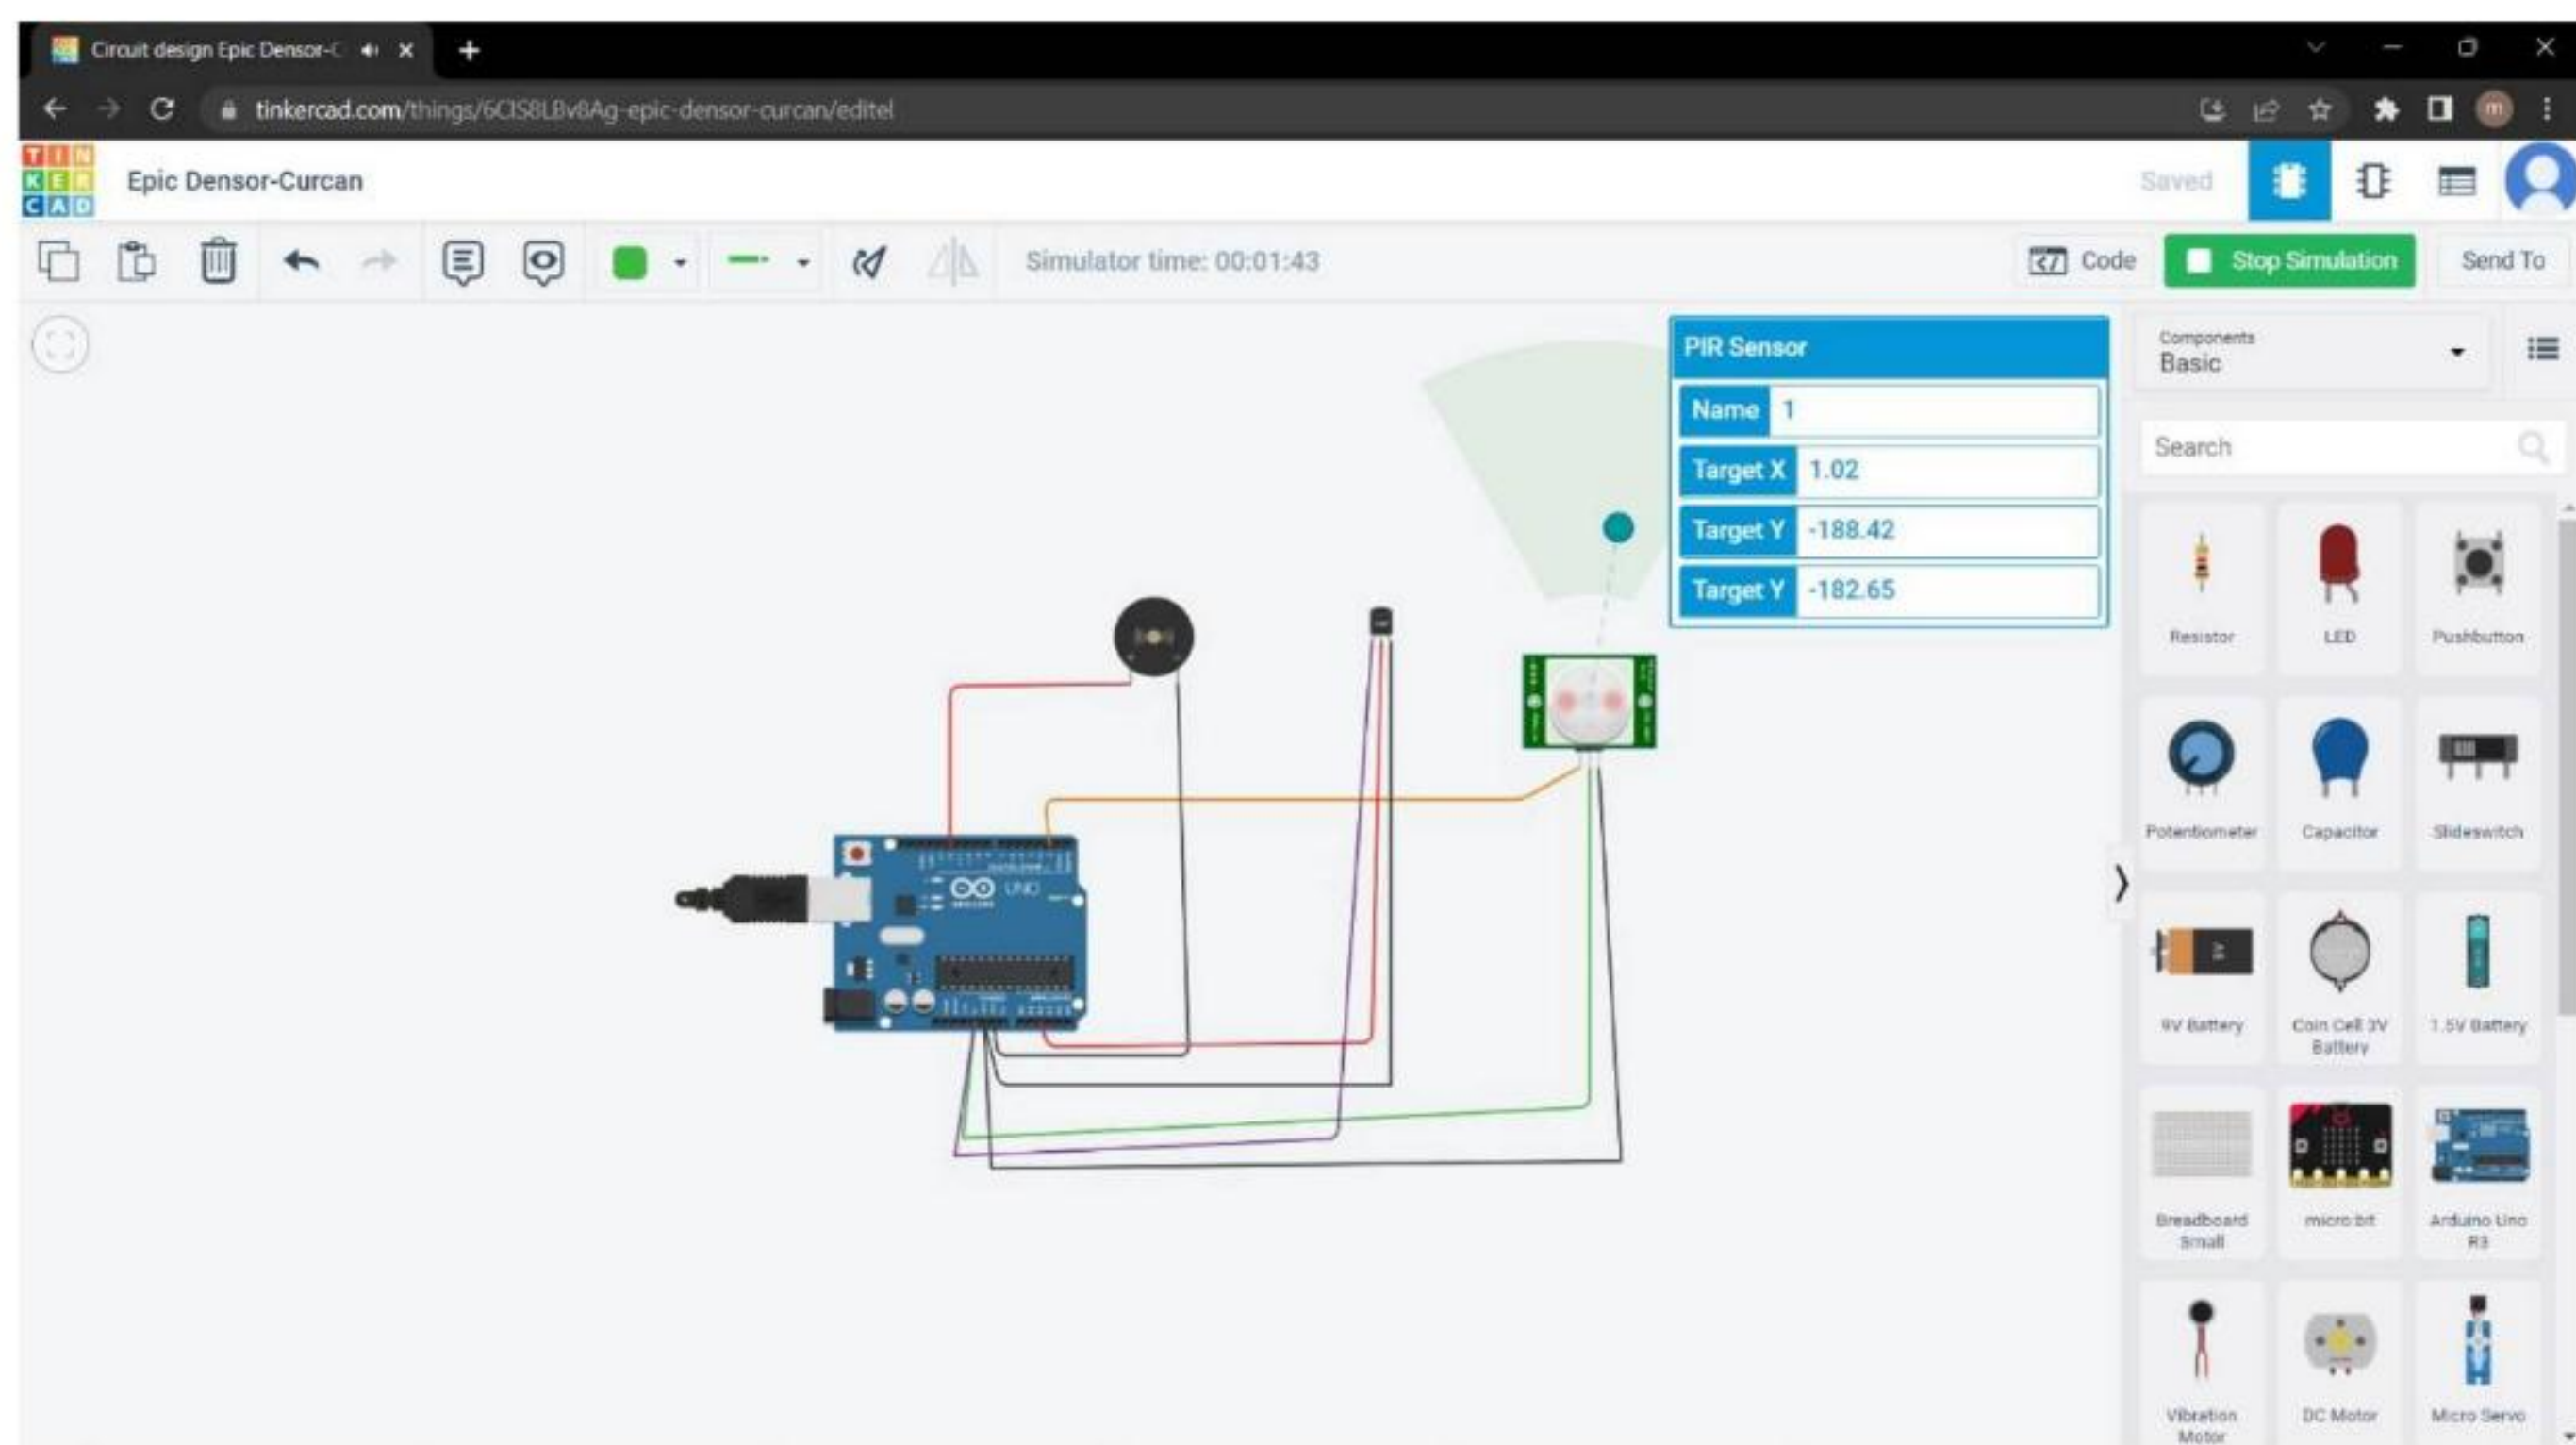 Circuit design Epic Densor-C
tinkercad.com/things/6CIS8LBv8Ag-epic-densor-curcan/editel
m
TIN
KER
CAD
Epic Densor-Curcan
Saved
Simulator time: 00:01:43
Code
Stop Simulation
Send To
PIR Sensor
Name 1
Target X 1.02
Target Y -188.42
Target Y -182.65
Components
Basic
Search
Resistor
LED
Pushbutton
Potentiometer
Capacitor
Slideswitch
9V Battery
Coin Cell 3V
Battery
1.5V Battery
Breadboard
Small
micro:bit
Arduino Uno
R3
Vibration
Motor
DC Motor
Micro Servo
UNO